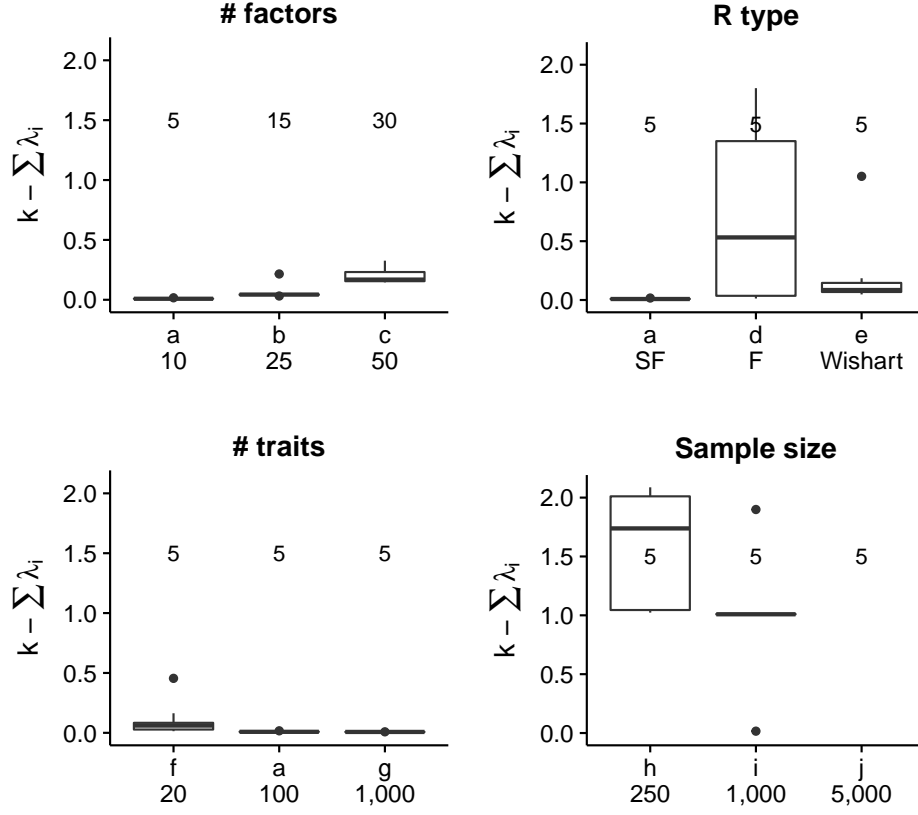 # factors
2.0
1.5
1.0
0.5
0.0
k − ∑ λi
5 15 30
a b c
10 25 50
R type
2.0
1.5
1.0
0.5
0.0
k − ∑ λi
5 5 5
a d e
SF F Wishart
# traits
2.0
1.5
1.0
0.5
0.0
k − ∑ λi
5 5 5
f a g
20 100 1,000
Sample size
2.0
1.5
1.0
0.5
0.0
k − ∑ λi
5 5 5
h i j
250 1,000 5,000